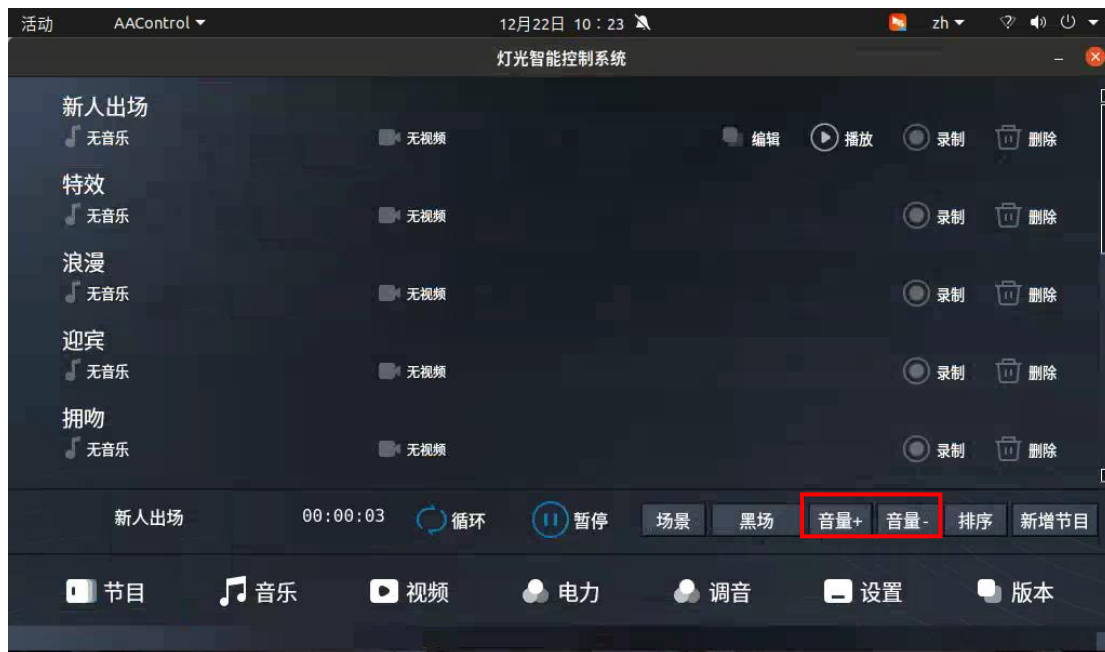 活动 AAControl 12月22日 10：23 zh
灯光智能控制系统
新人出场
无音乐 无视频 编辑 播放 录制 删除
特效
无音乐 无视频 录制 删除
浪漫
无音乐 无视频 录制 删除
迎宾
无音乐 无视频 录制 删除
拥吻
无音乐 无视频 录制 删除
新人出场 00:00:03 循环 暂停 场景 黑场 音量+ 音量- 排序 新增节目
节目 音乐 视频 电力 调音 设置 版本